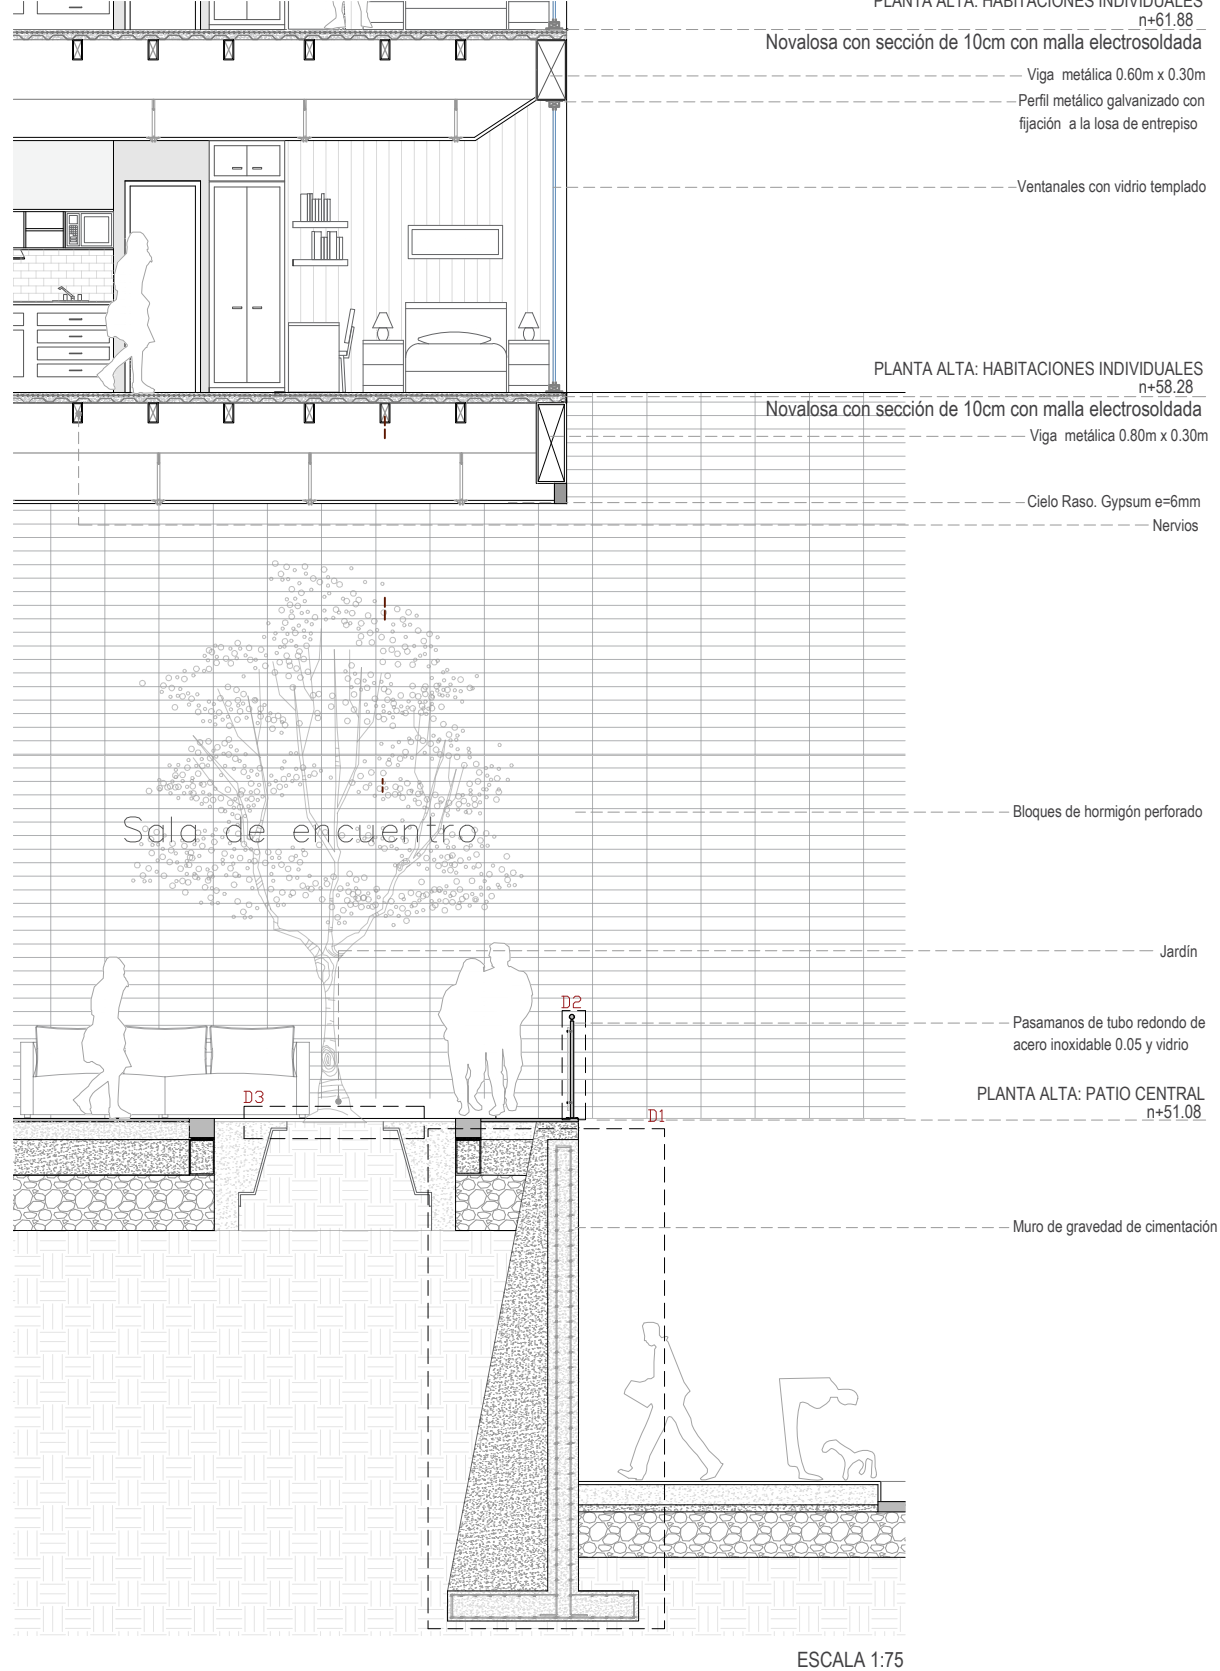 PLANTA ALTA: HABITACIONES INDIVIDUALES
n+61.88
Novalosa con sección de 10cm con malla electrosoldada
Viga metálica 0.60m x 0.30m
Perfil metálico galvanizado con
fijación a la losa de entrepiso
Ventanales con vidrio templado
PLANTA ALTA: HABITACIONES INDIVIDUALES
n+58.28
Novalosa con sección de 10cm con malla electrosoldada
Viga metálica 0.80m x 0.30m
Cielo Raso. Gypsum e=6mm
Nervios
Bloques de hormigón perforado
Sala de encuentro
Jardín
D2
Pasamanos de tubo redondo de
acero inoxidable 0.05 y vidrio
D3
PLANTA ALTA: PATIO CENTRAL
n+51.08
D1
Muro de gravedad de cimentación
ESCALA 1:75